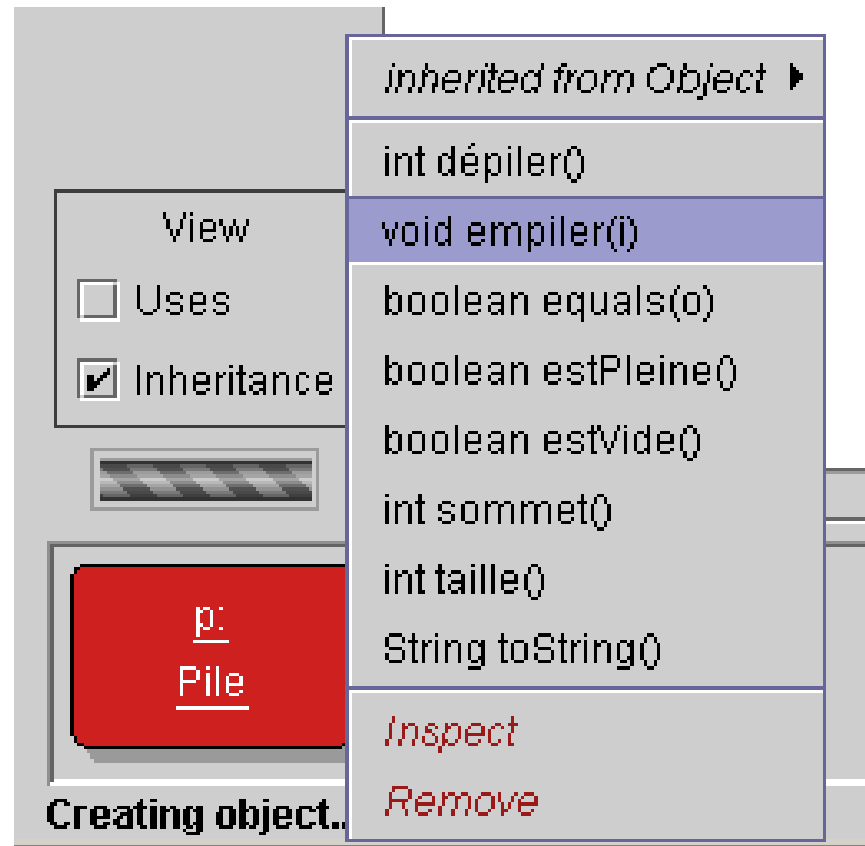 inherited from Object
int dépiler()
void empiler(i)
boolean equals(o)
boolean estPleine()
boolean estVide()
int sommet()
int taille()
String toString()
Inspect
Remove
View
Uses
Inheritance
p:
Pile
Creating object..